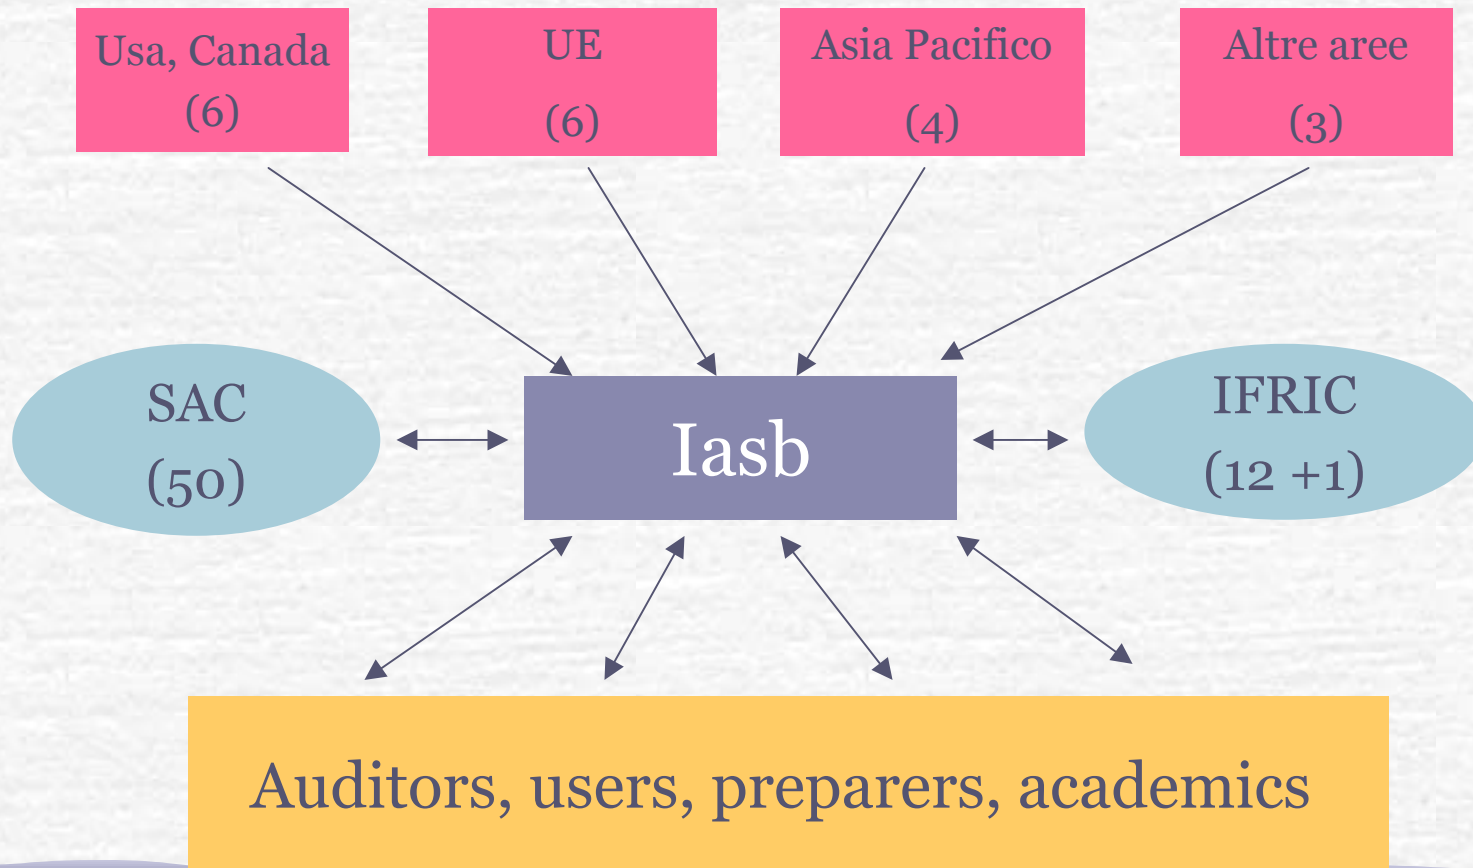 Usa, Canada
(6)
UE
(6)
Asia Pacifico
(4)
Altre aree
(3)
SAC
(50)
Iasb
IFRIC
(12 +1)
Auditors, users, preparers, academics